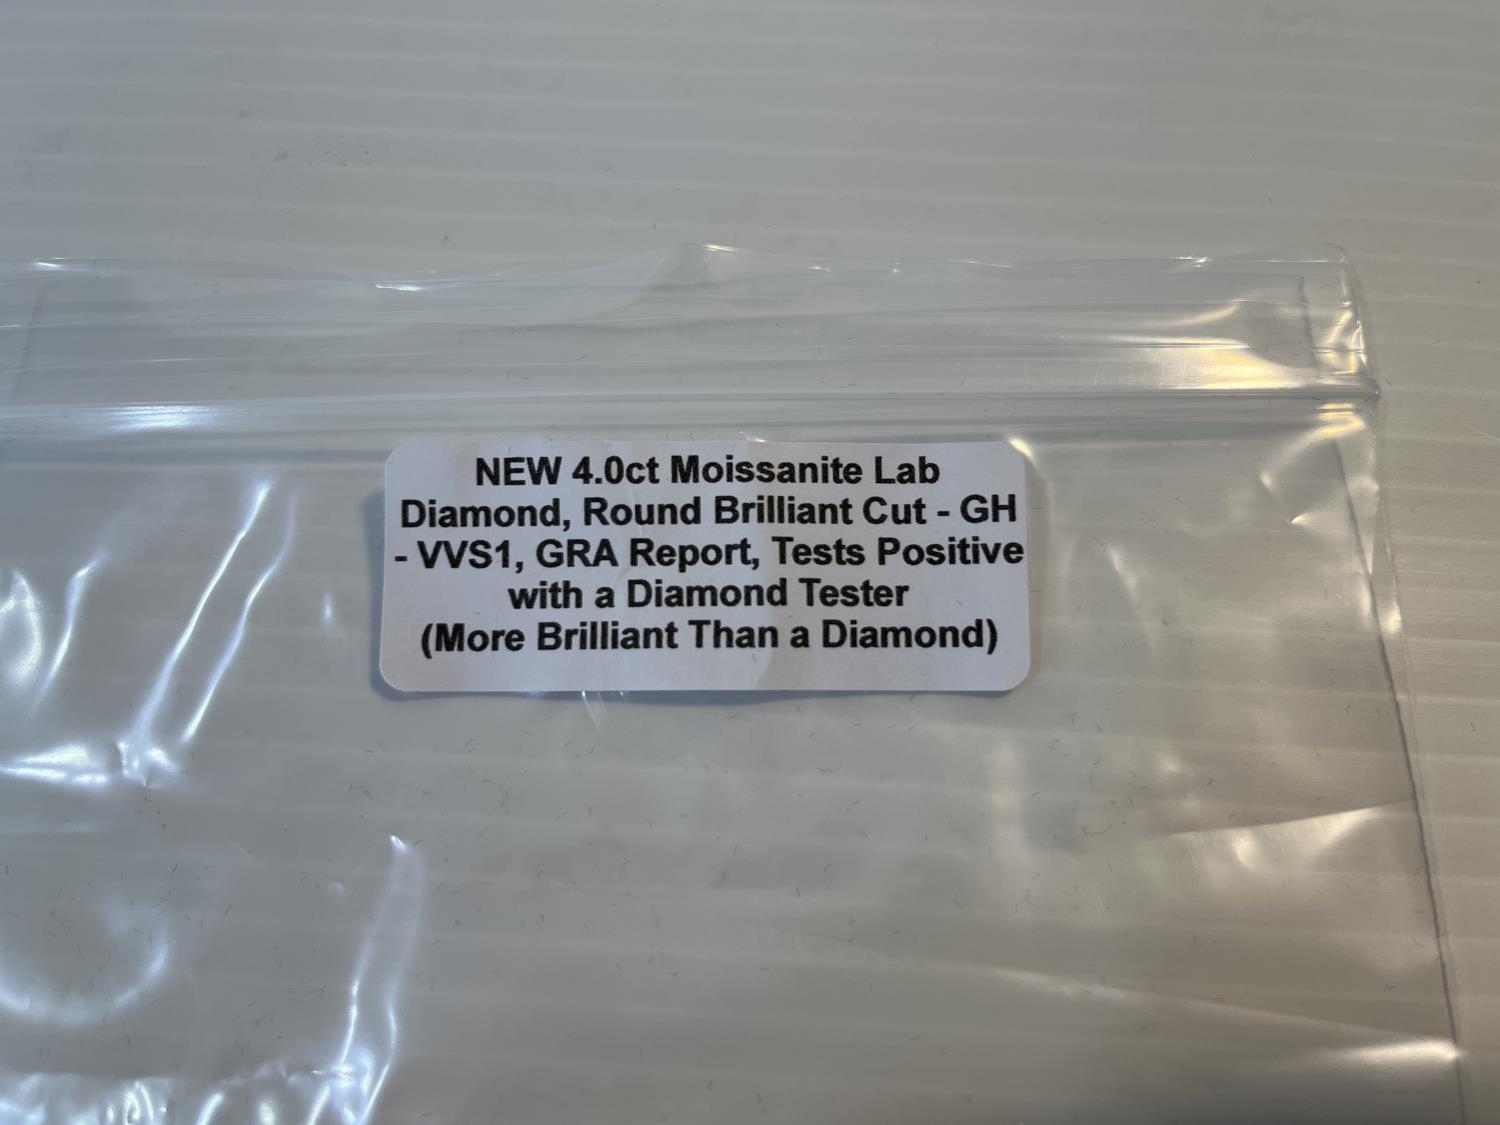 NEW 4.0ct Moissanite Lab
Diamond, Round Brilliant Cut - GH
- VVS1, GRA Report, Tests Positive
with a Diamond Tester
(More Brilliant Than a Diamond)